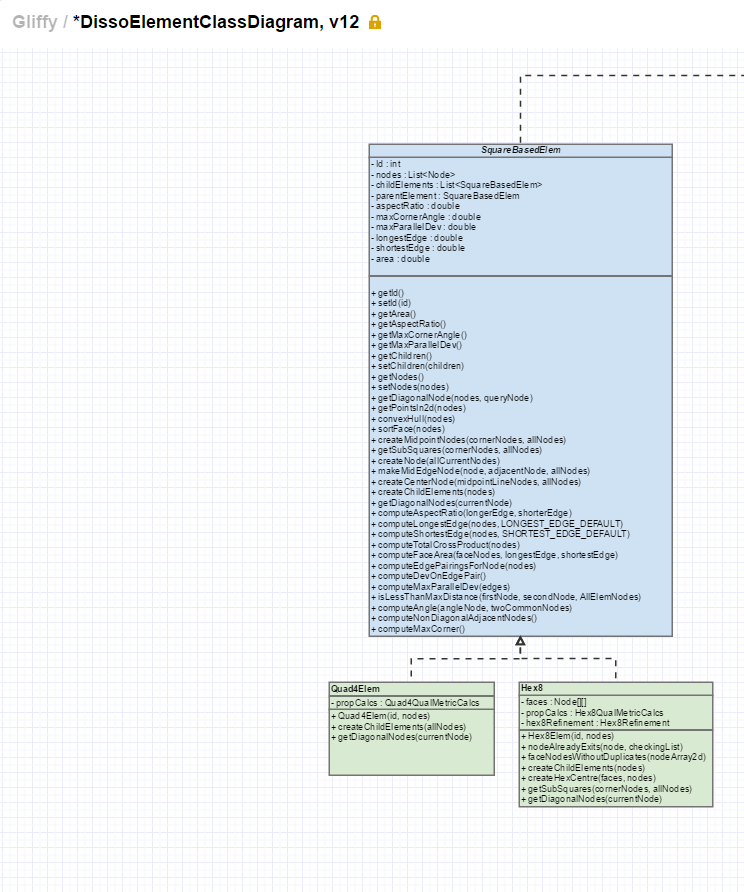 Gliffy / *DissoElementClassDiagram, v12
SquareBasedElem
- Id : int
- nodes : List<Node>
- childElements : List<SquareBasedElem>
- parentElement : SquareBasedElem
- aspectRatio : double
- maxCornerAngle : double
- maxParallelDev : double
- longestEdge : double
- shortestEdge : double
- area : double
+ getId()
+ setId(id)
+ getArea()
+ getAspectRatio()
+ getMaxCornerAngle()
+ getMaxParallelDev()
+ getChildren()
+ setChildren(children)
+ getNodes()
+ setNodes(nodes)
+ getDiagonalNode(nodes, queryNode)
+ getPointsIn2d(nodes)
+ convexHull(nodes)
+ sortFace(nodes)
+ createMidpointNodes(cornerNodes, allNodes)
+ getSubSquares(cornerNodes, allNodes)
+ createNode(allCurrentNodes)
+ makeMidEdgeNode(node, adjacentNode, allNodes)
+ createCenterNode(midpointLineNodes, allNodes)
+ createChildElements(nodes)
+ getDiagonalNodes(currentNode)
+ computeAspectRatio(longerEdge, shorterEdge)
+ computeLongestEdge(nodes, LONGEST_EDGE_DEFAULT)
+ computeShortestEdge(nodes, SHORTEST_EDGE_DEFAULT)
+ computeTotalCrossProduct(nodes)
+ computeFaceArea(faceNodes, longestEdge, shortestEdge)
+ computeEdgePairingsForNode(nodes)
+ computeDevOnEdgePair()
+ computeMaxParallelDev(edges)
+ isLessThanMaxDistance(firstNode, secondNode, AllElemNodes)
+ computeAngle(angleNode, twoCommonNodes)
+ computeNonDiagonalAdjacentNodes()
+ computeMaxCorner()
Quad4Elem
- propCalcs : Quad4QualMetricCalcs
+ Quad4Elem(id, nodes)
+ createChildElements(allNodes)
+ getDiagonalNodes(currentNode)
Hex8
- faces : Node[][]
- propCalcs : Hex8QualMetricCalcs
- hex8Refinement : Hex8Refinement
+ Hex8Elem(id, nodes)
+ nodeAlreadyExits(node, checkingList)
+ faceNodesWithoutDuplicates(nodeArray2d)
+ createChildElements(nodes)
+ createHexCentre(faces, nodes)
+ getSubSquares(cornerNodes, allNodes)
+ getDiagonalNodes(currentNode)